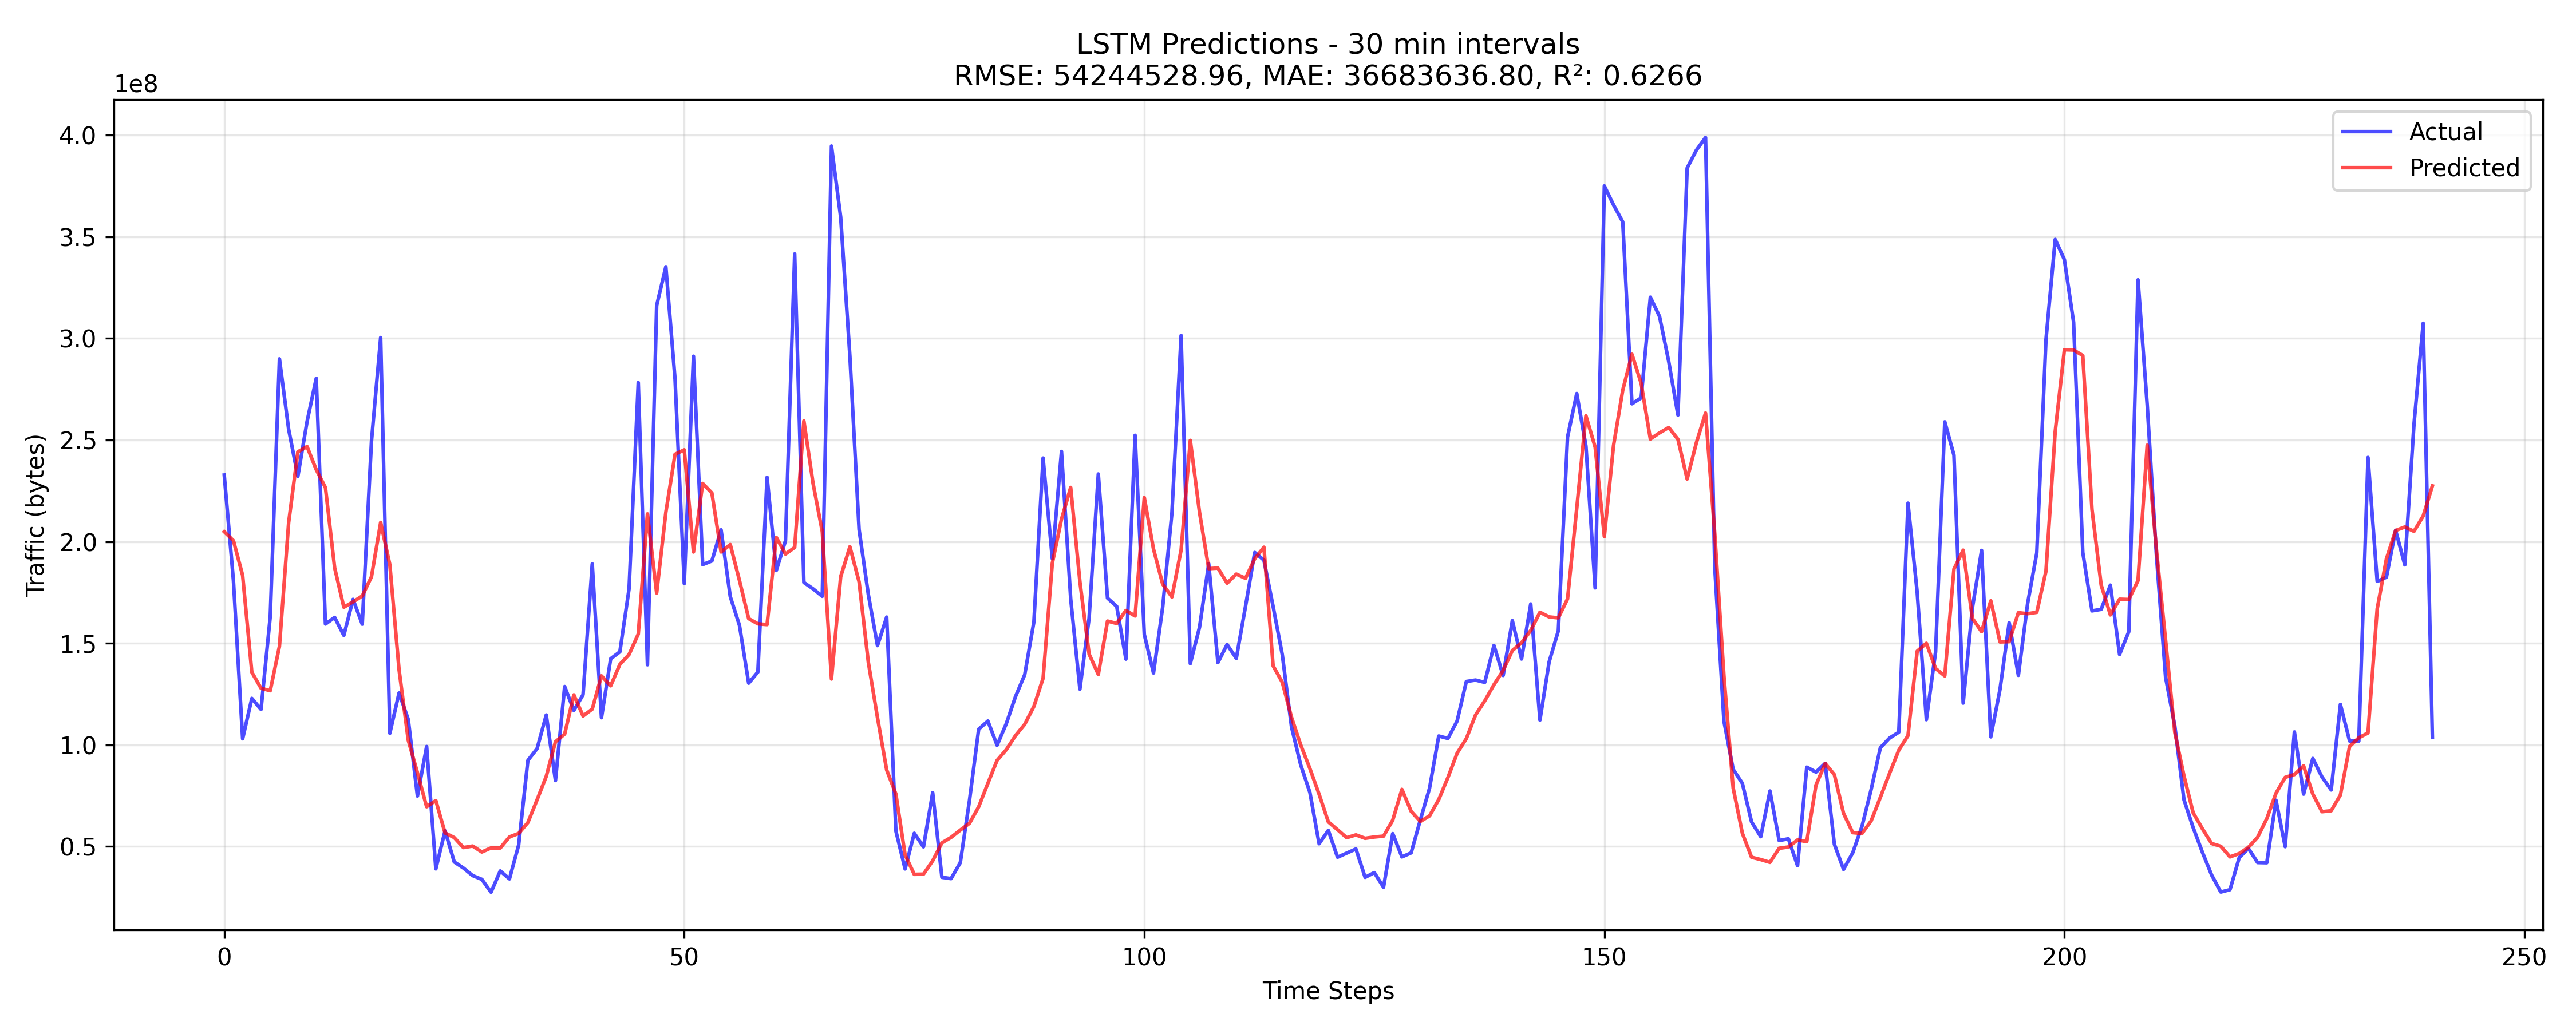 LSTM Predictions - 30 min intervals
RMSE: 54244528.96, MAE: 36683636.80, R²: 0.6266
1e8
4.0
3.5
3.0
2.5
2.0
1.5
1.0
0.5
Traffic (bytes)
Actual
Predicted
0
50
100
150
200
250
Time Steps